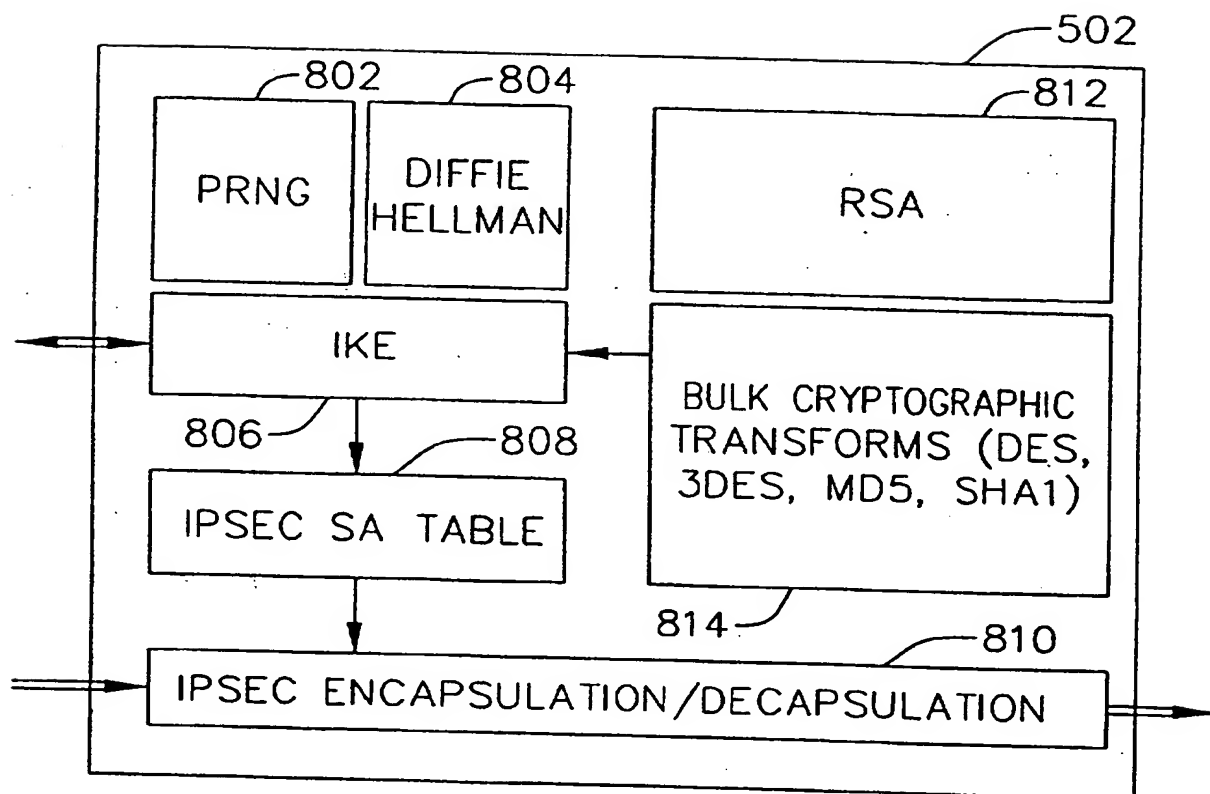 502
802
804
812
PRNG
DIFFIE
HELLMAN
RSA
IKE
806
808
BULK CRYPTOGRAPHIC
TRANSFORMS (DES,
3DES, MD5, SHA1)
IPSEC SA TABLE
814
810
IPSEC ENCAPSULATION/DECAPSULATION